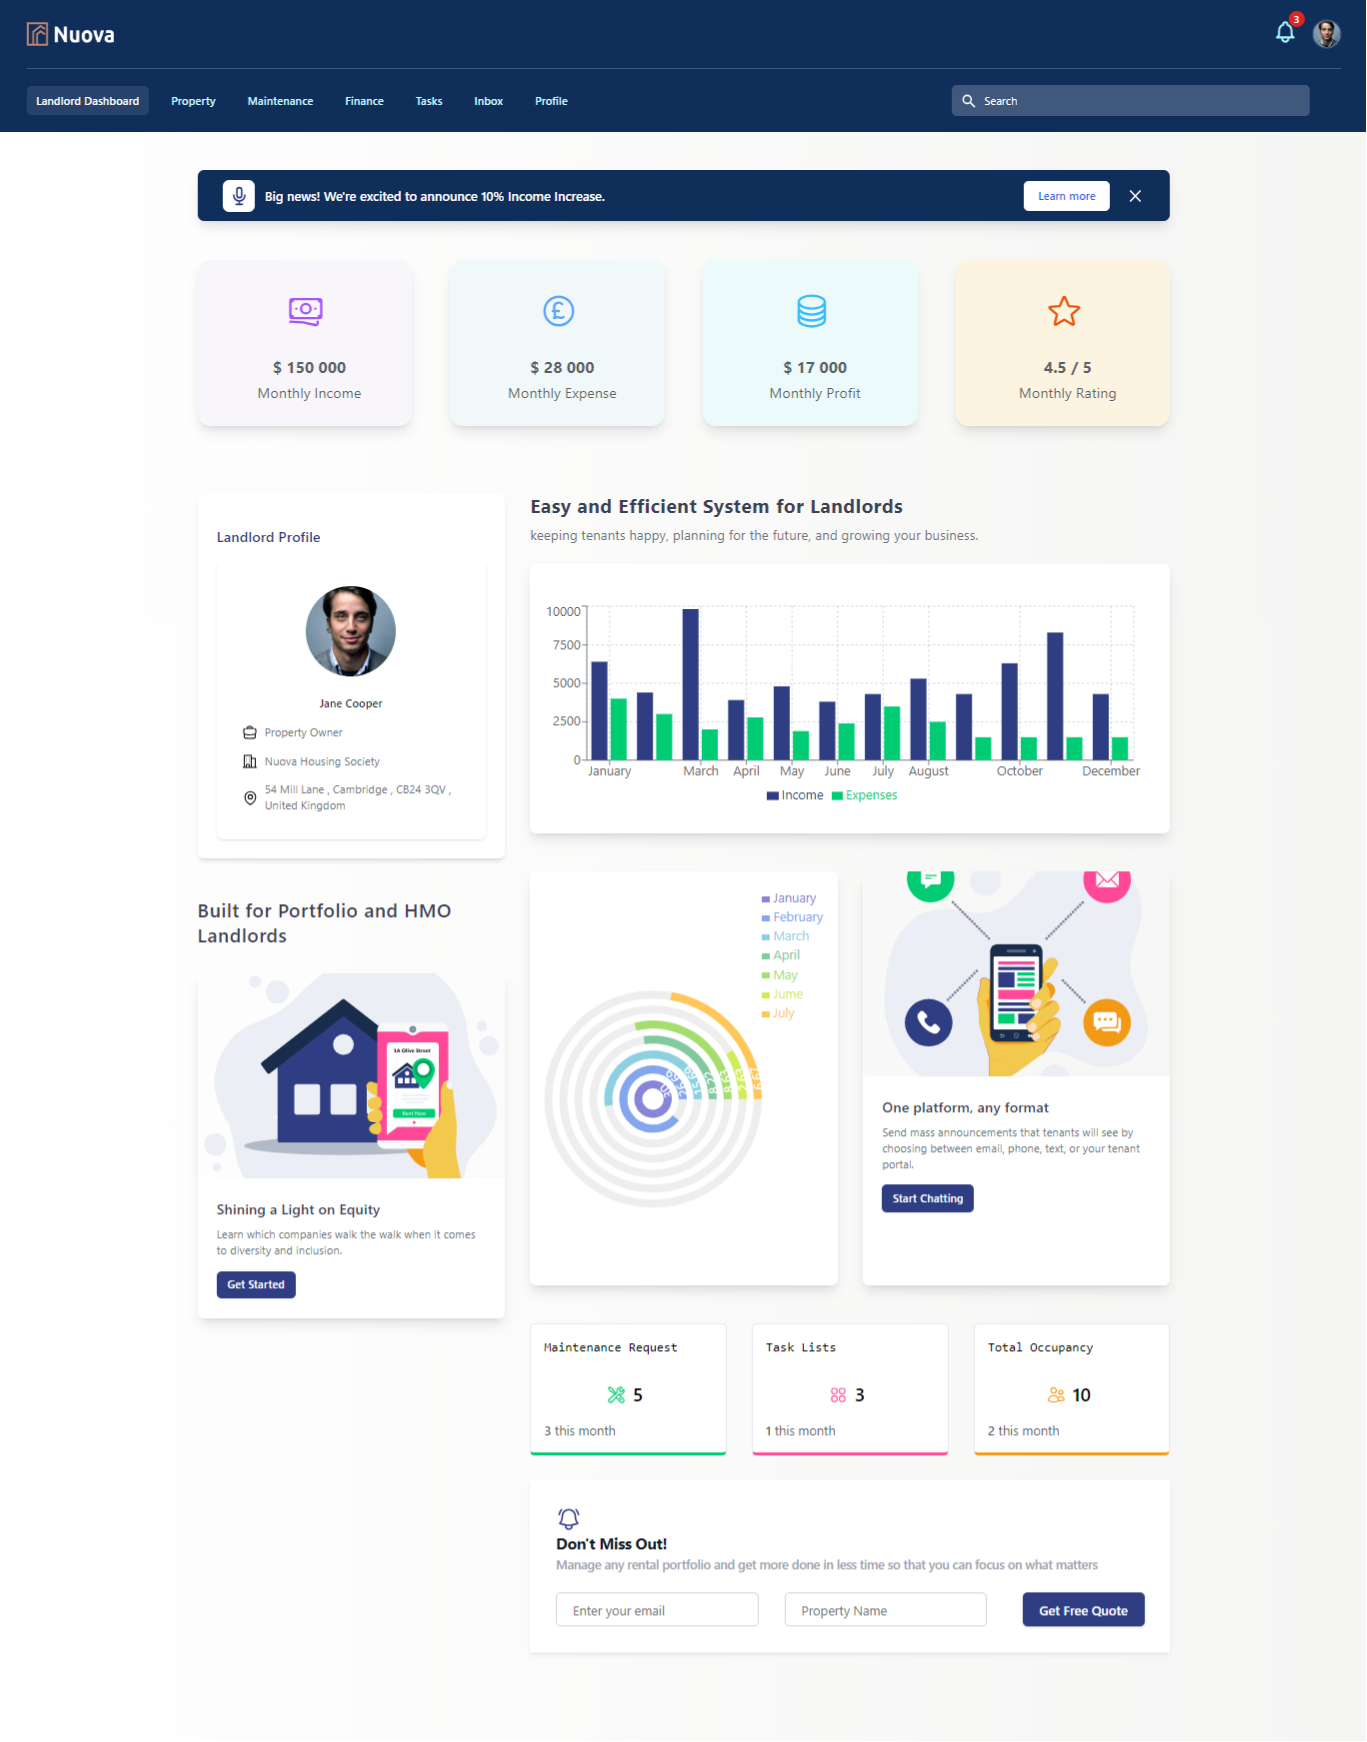 Nuova
3
Landlord Dashboard
Property
Maintenance
Finance
Tasks
Inbox
Profile
Search
Big news! We're excited to announce 10% Income Increase.
Learn more
$ 150 000
Monthly Income
$ 28 000
Monthly Expense
$ 17 000
Monthly Profit
4.5 / 5
Monthly Rating
Landlord Profile
Jane Cooper
Property Owner
Nuova Housing Society
54 Mill Lane , Cambridge , CB24 3QV ,
United Kingdom
Easy and Efficient System for Landlords
keeping tenants happy, planning for the future, and growing your business.
10000
7500
5000
2500
0
January
March
April
May
June
July
August
October
December
Income
Expenses
Built for Portfolio and HMO
Landlords
5A Olive Street
Rent Now
Shining a Light on Equity
Learn which companies walk the walk when it comes
to diversity and inclusion.
Get Started
January
February
March
April
May
Jume
July
One platform, any format
Send mass announcements that tenants will see by
choosing between email, phone, text, or your tenant
portal.
Start Chatting
Maintenance Request
5
3 this month
Task Lists
3
1 this month
Total Occupancy
10
2 this month
Don't Miss Out!
Manage any rental portfolio and get more done in less time so that you can focus on what matters
Enter your email
Property Name
Get Free Quote